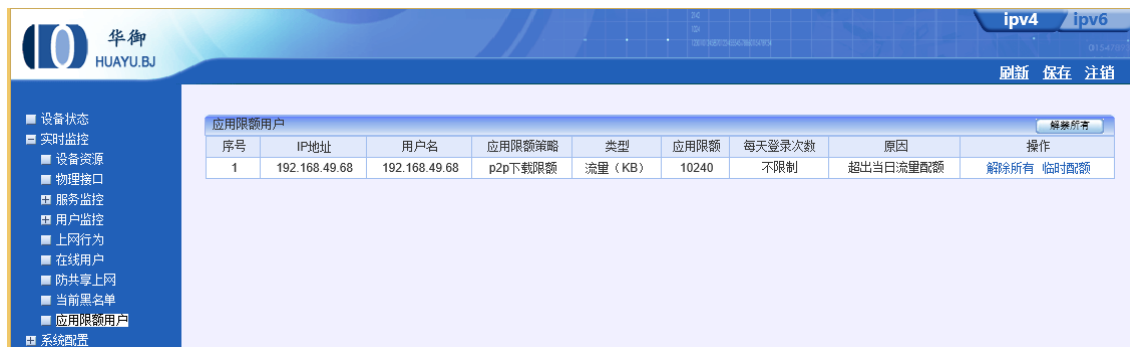 华御
HUAYU.BJ
ipv4 ipv6
刷新 保存 注销
设备状态
实时监控
设备资源
物理接口
服务监控
用户监控
上网行为
在线用户
防共享上网
当前黑名单
应用限额用户
系统配置
应用限额用户 解禁所有
序号 IP地址 用户名 应用限额策略 类型 应用限额 每天登录次数 原因 操作
1 192.168.49.68 192.168.49.68 p2p下载限额 流量（KB） 10240 不限制 超出当日流量配额 解除所有 临时配额